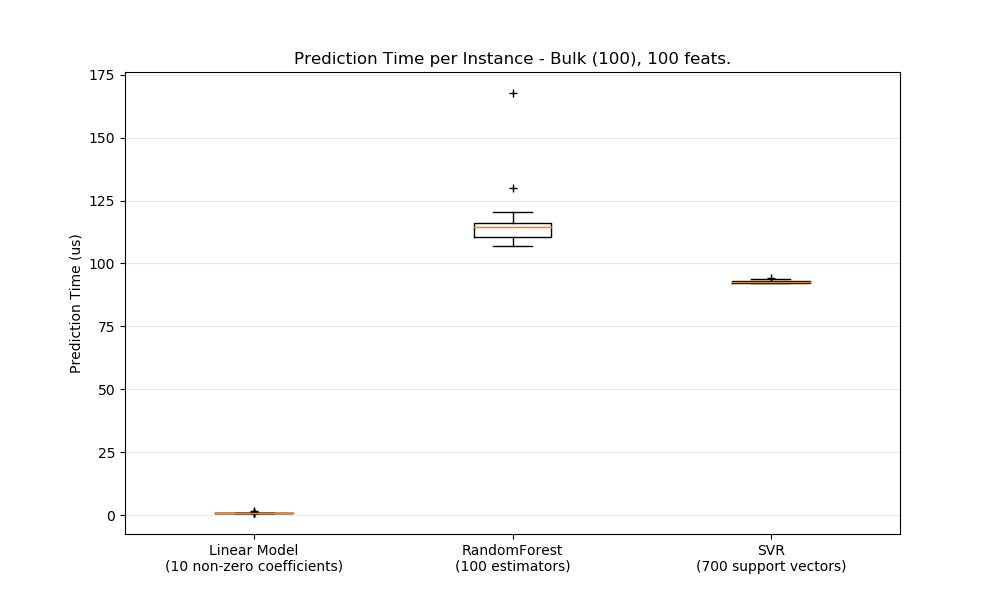 Prediction Time per Instance - Bulk (100), 100 feats.
175
150
125
100
75
50
25
0
Prediction Time (us)
Linear Model
(10 non-zero coefficients)
RandomForest
(100 estimators)
SVR
(700 support vectors)